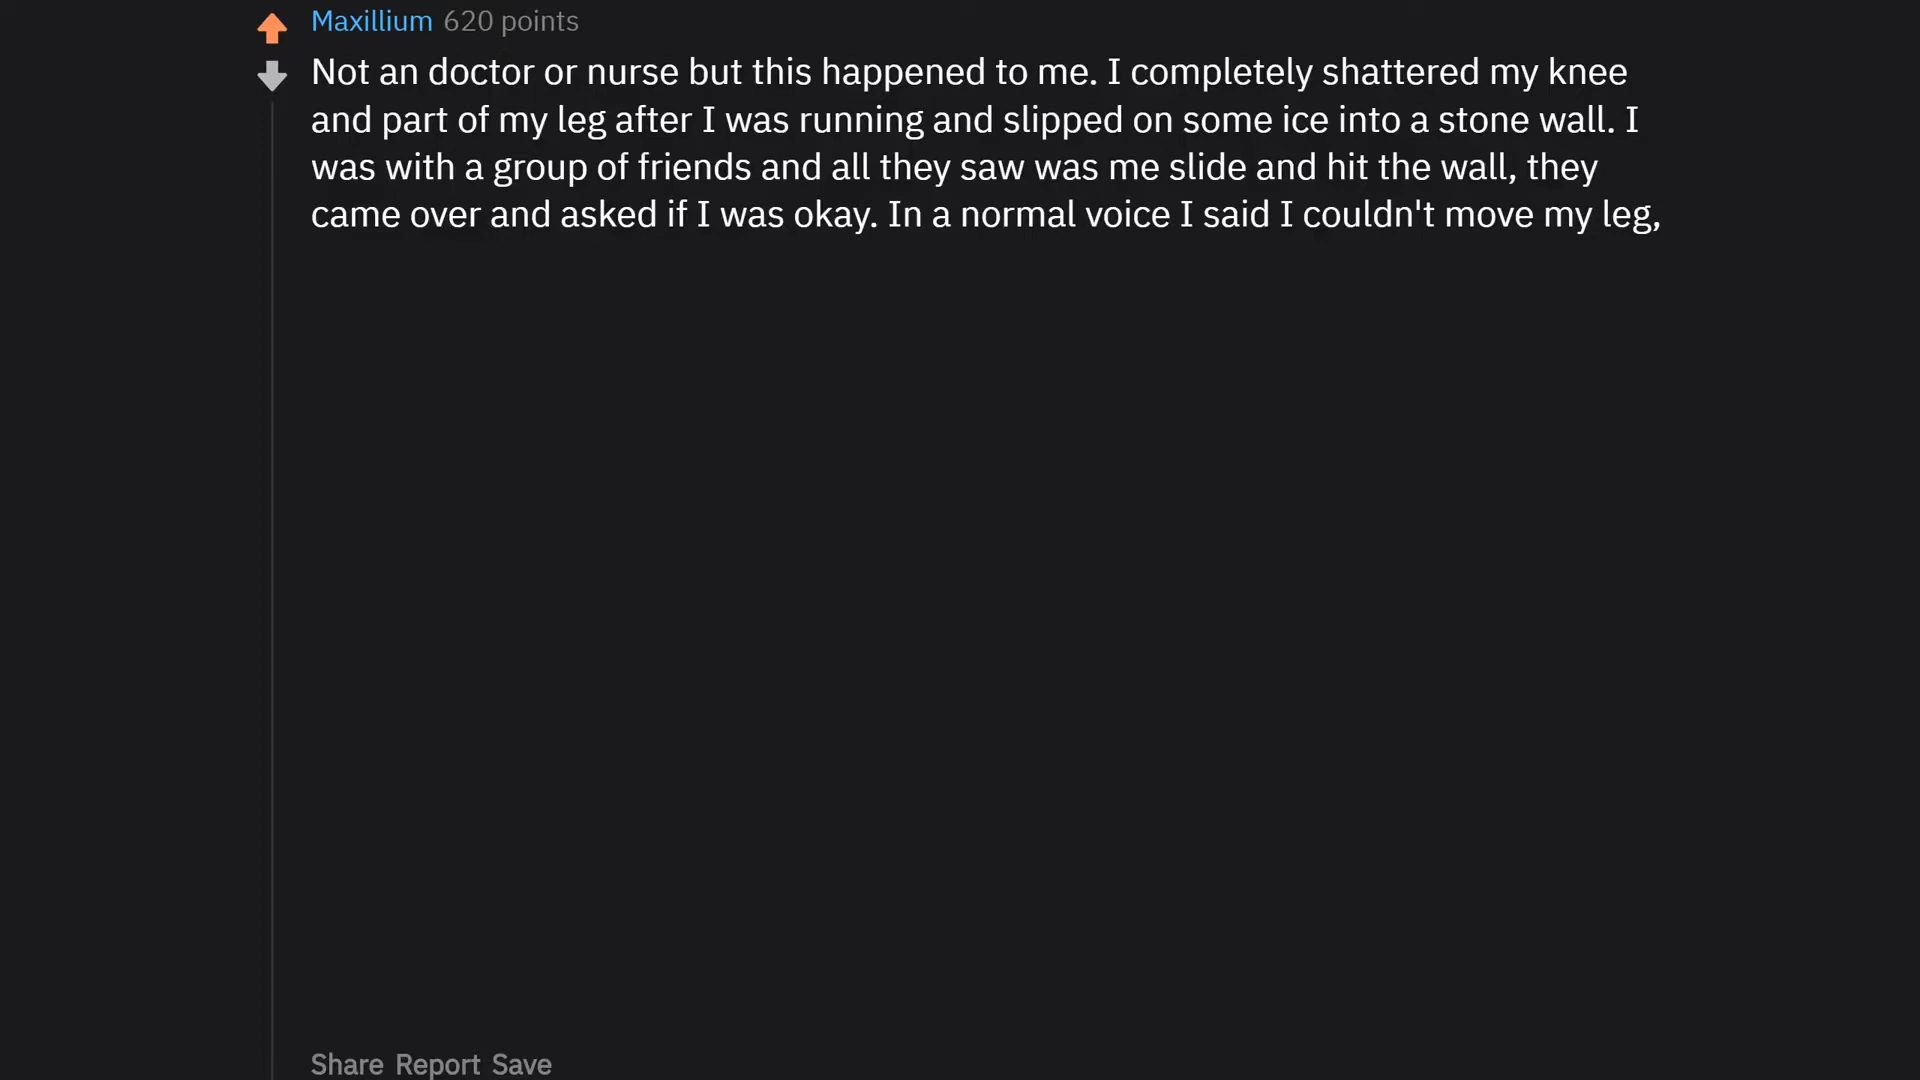 Maxillium 620 points
Not an doctor or nurse but this happened to me. I completely shattered my knee
and part of my leg after I was running and slipped on some ice into a stone wall. I
was with a group of friends and all they saw was me slide and hit the wall, they
came over and asked if I was okay. In a normal voice I said I couldn't move my leg,
Share Report Save